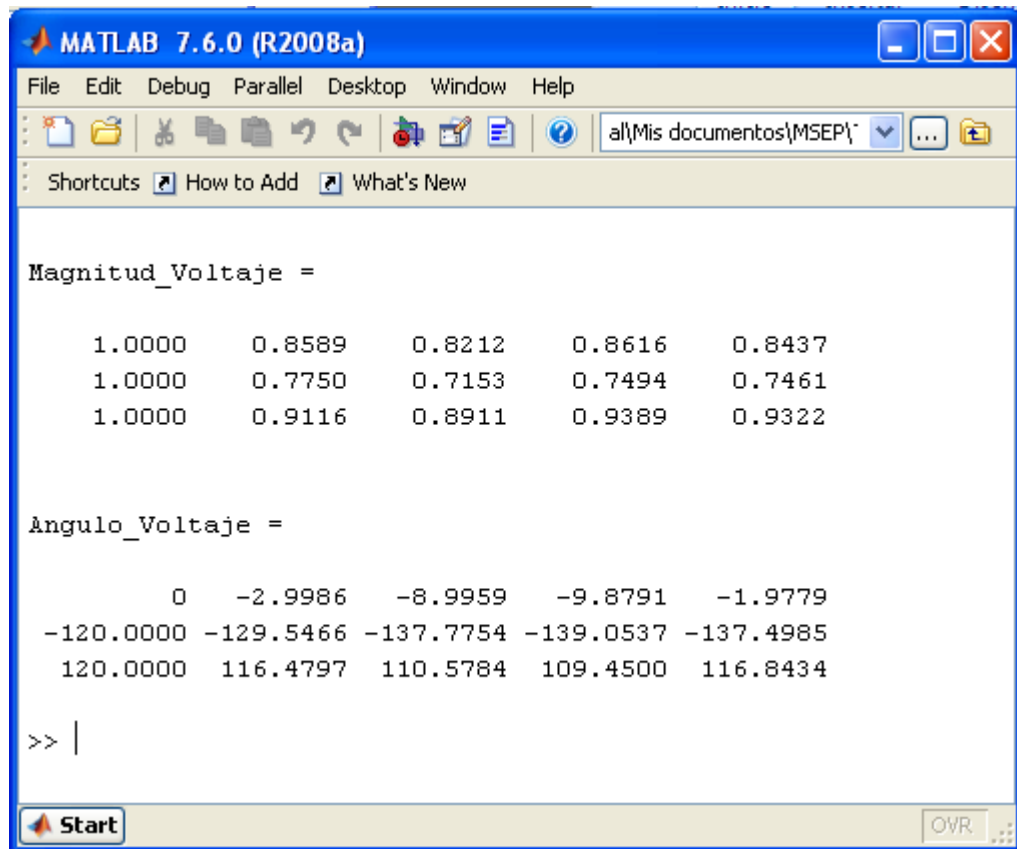 MATLAB 7.6.0 (R2008a)
File Edit Debug Parallel Desktop Window Help
al\Mis documentos\MSEP\ ...
Shortcuts How to Add What's New
Magnitud_Voltaje =
1.0000 0.8589 0.8212 0.8616 0.8437
1.0000 0.7750 0.7153 0.7494 0.7461
1.0000 0.9116 0.8911 0.9389 0.9322
Angulo_Voltaje =
0 -2.9986 -8.9959 -9.8791 -1.9779
-120.0000 -129.5466 -137.7754 -139.0537 -137.4985
120.0000 116.4797 110.5784 109.4500 116.8434
>>
Start OVR